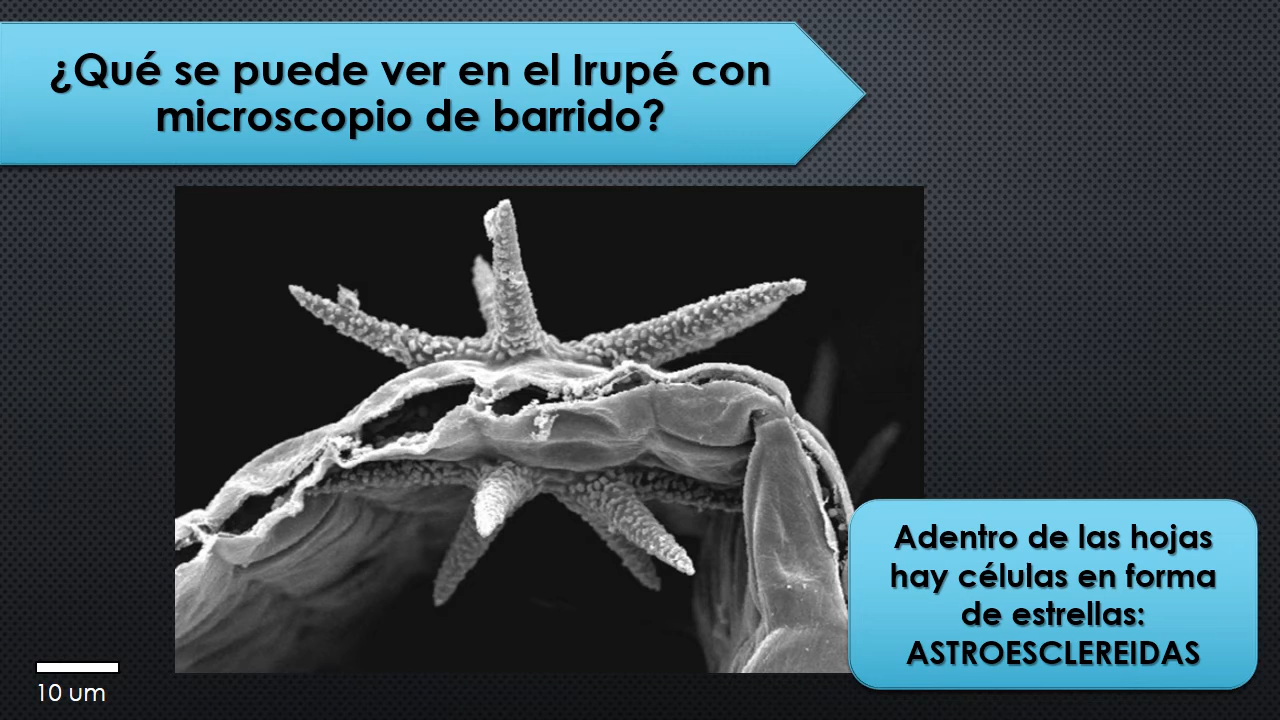 ¿Qué se puede ver en el Irupé con
microscopio de barrido?
Adentro de las hojas
hay células en forma
de estrellas:
ASTROESCLEREIDAS
10 um